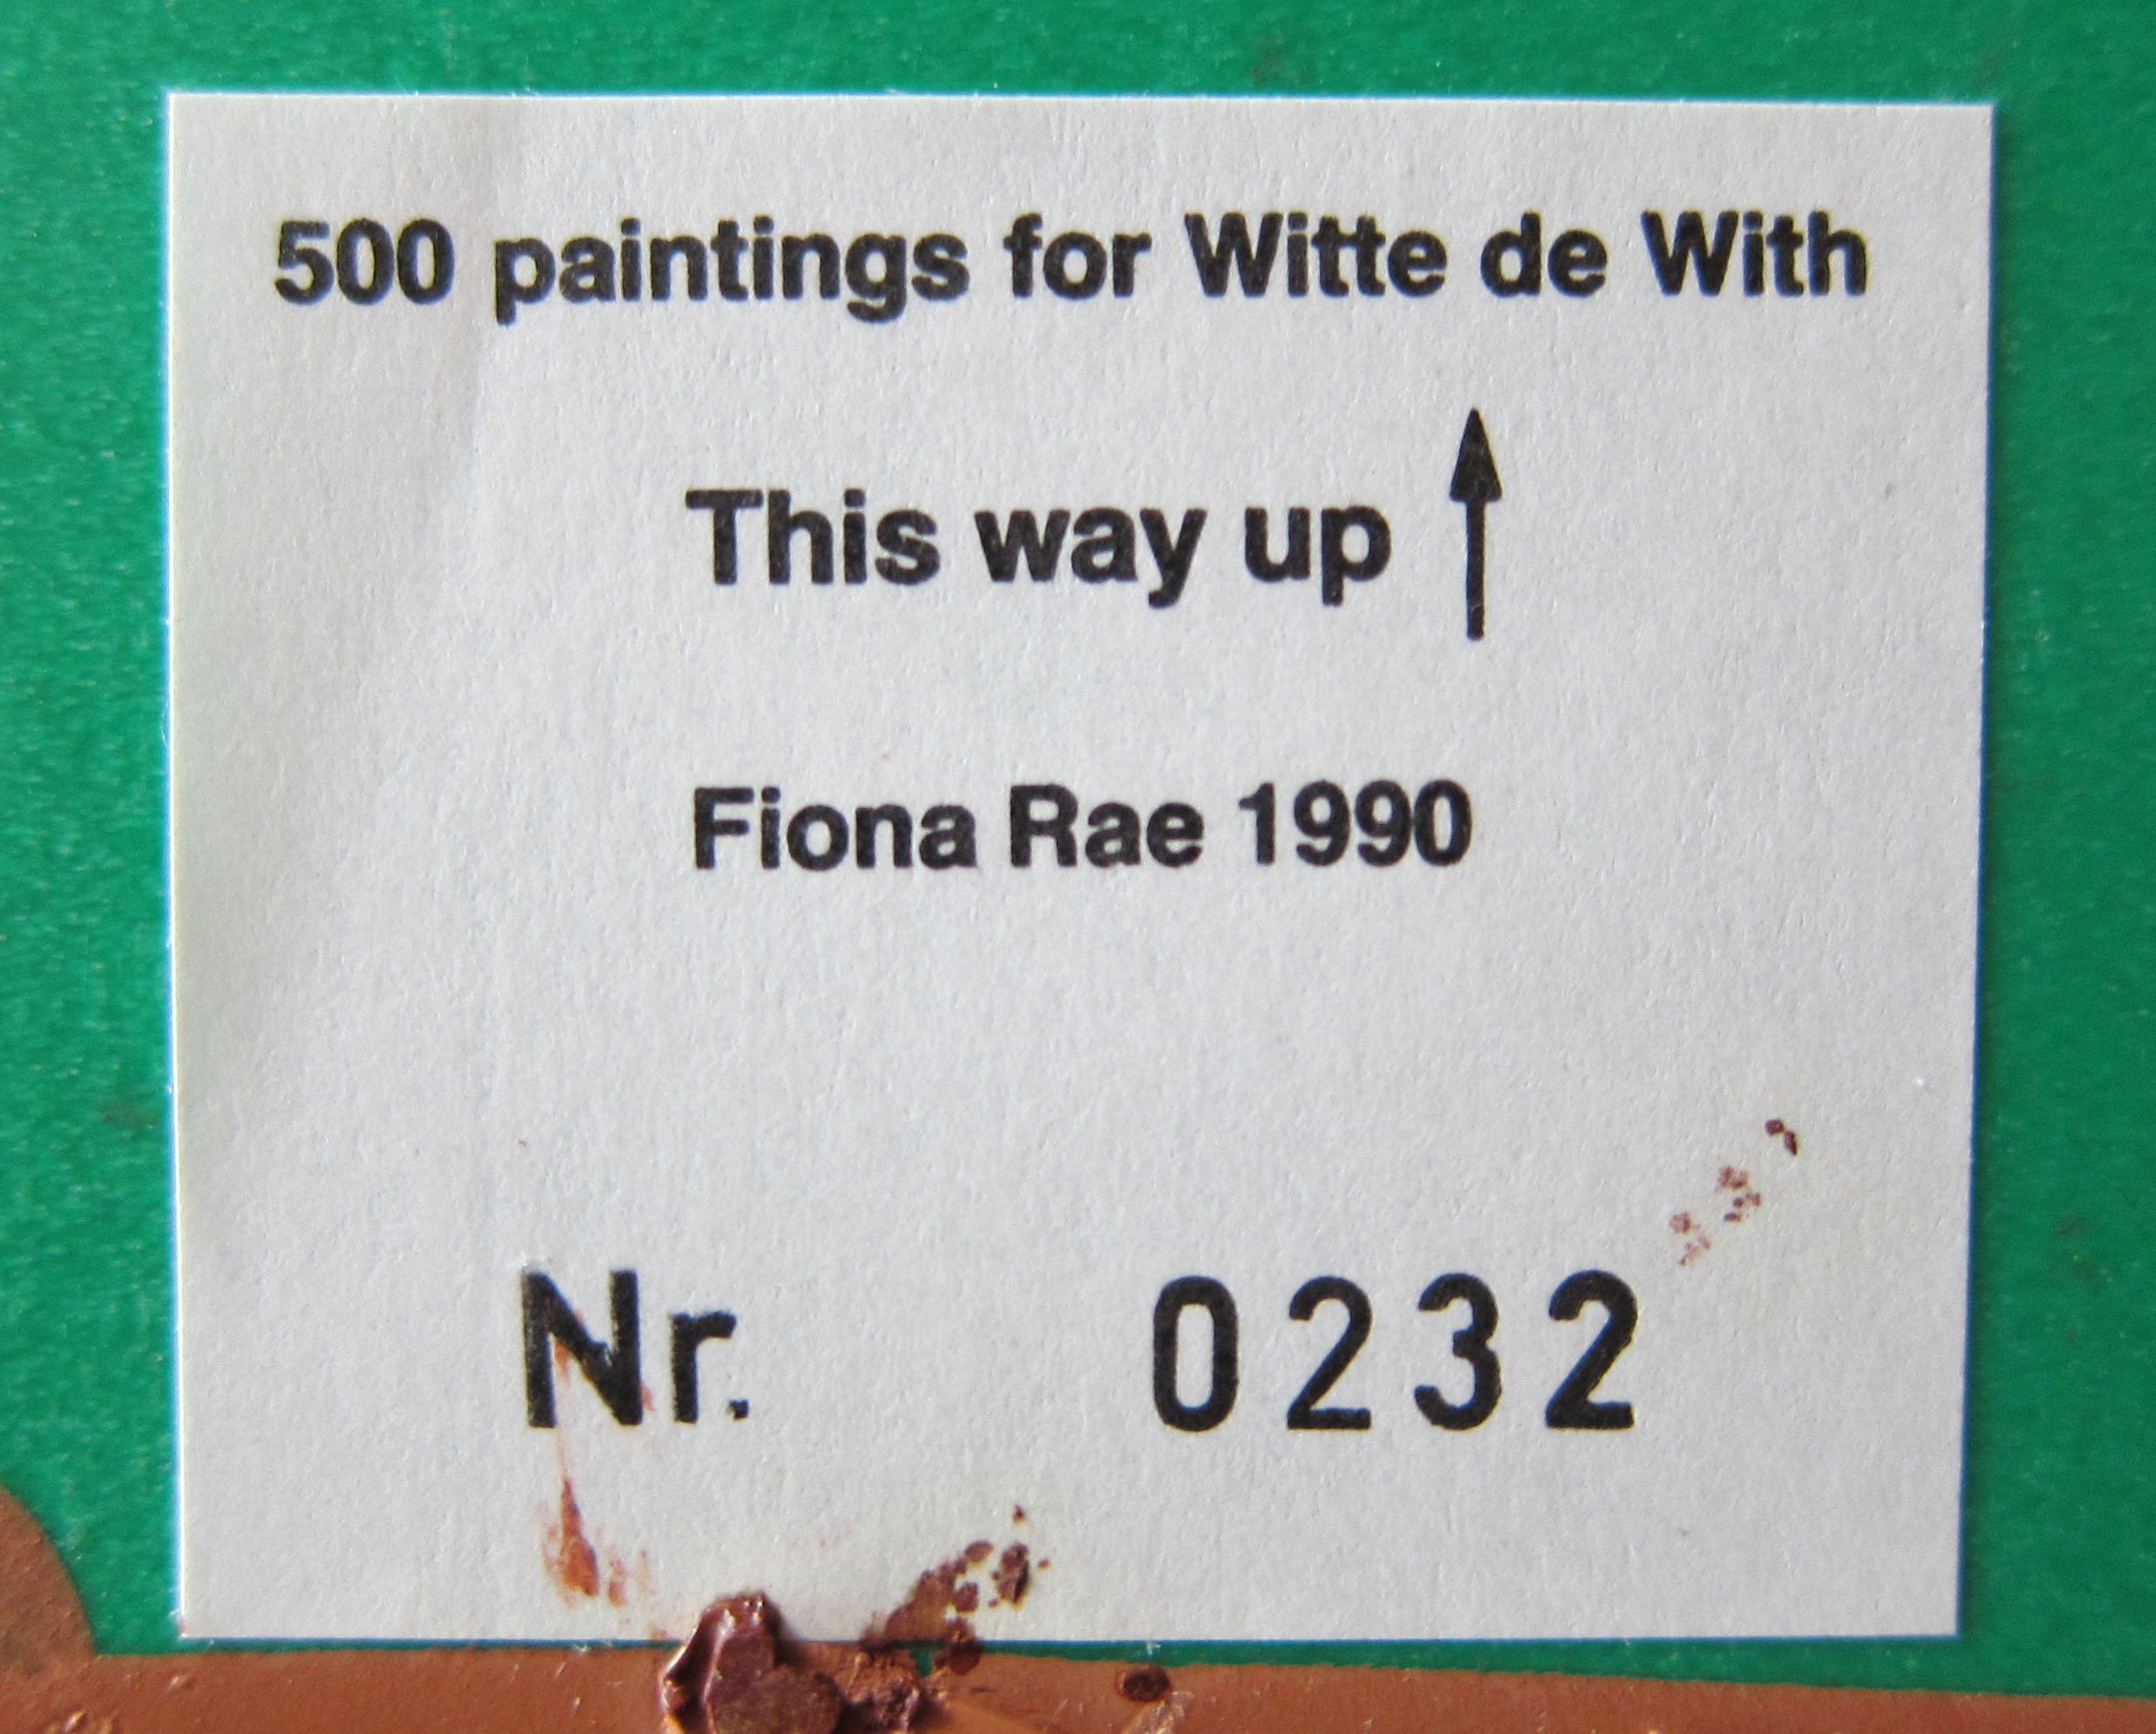 500 paintings for Witte de With
This way up ↑
Fiona Rae 1990
Nr. 0232